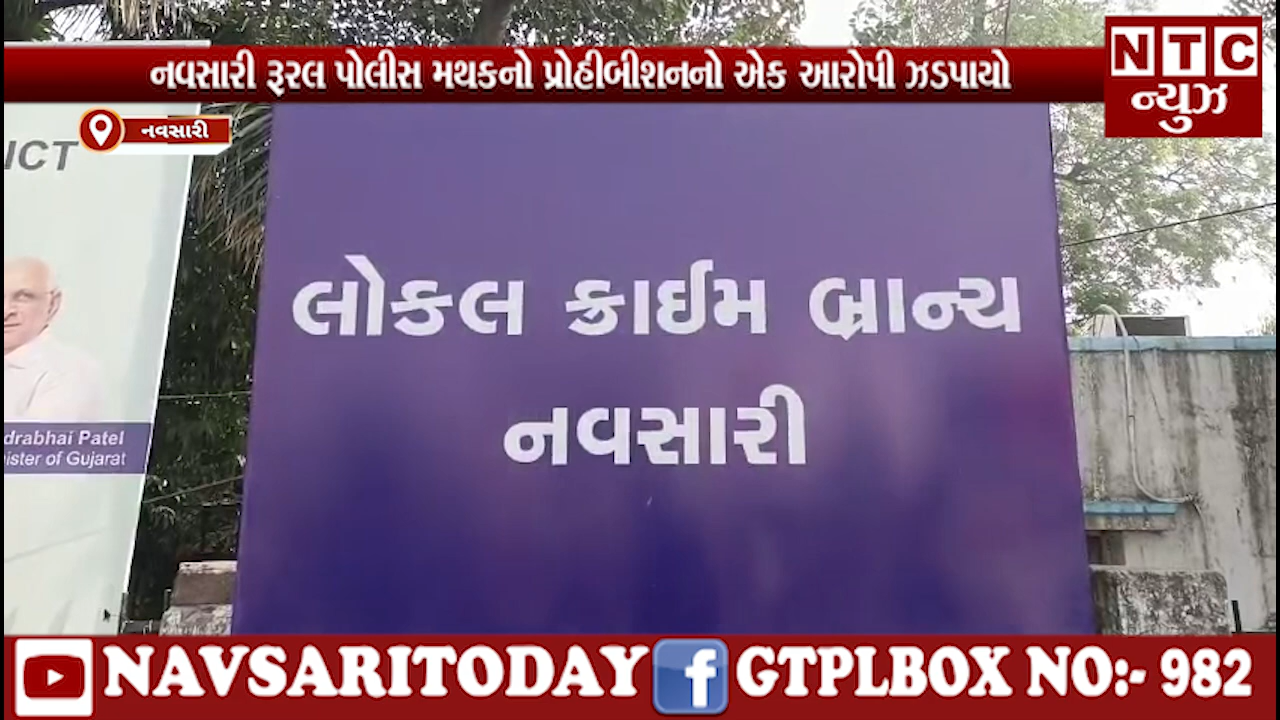 નવસારી રૂરલ પોલીસ મથકનો પ્રોહીબીશનનો એક આરોપી ઝડપાયો
NTC
ન્યુઝ
નવસારી
ICT
લોકલ ક્રાઈમ બ્રાન્ચ
નવસારી
drabhai Patel
ister of Gujarat
NAVSARITODAY
GTPLBOX NO:- 982